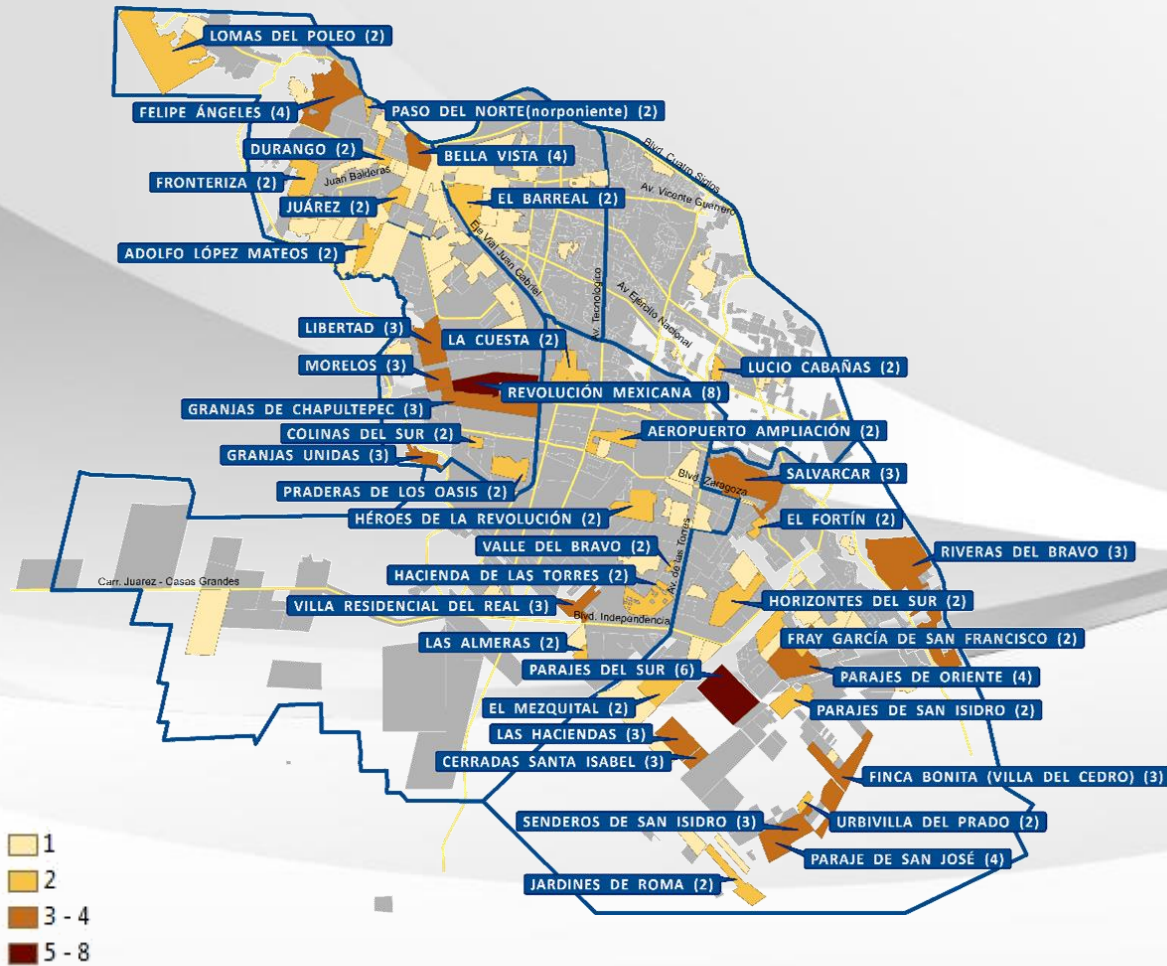 LOMAS DEL POLEO (2)
FELIPE ÁNGELES (4)
PASO DEL NORTE(norponiente) (2)
DURANGO (2)
BELLA VISTA (4)
Blvd. Cuatro Siglos
FRONTERIZA (2)
Juan Balderas
Av. Vicente Guerrero
JUÁREZ (2)
EL BARREAL (2)
ADOLFO LÓPEZ MATEOS (2)
Eje Vial Juan Gabriel
Av. Tecnologico
Av Ejercito Nacional
LIBERTAD (3)
LA CUESTA (2)
MORELOS (3)
LUCIO CABAÑAS (2)
REVOLUCIÓN MEXICANA (8)
GRANJAS DE CHAPULTEPEC (3)
COLINAS DEL SUR (2)
AEROPUERTO AMPLIACIÓN (2)
GRANJAS UNIDAS (3)
SALVARCAR (3)
Blvd. Zaragoza
PRADERAS DE LOS OASIS (2)
HÉROES DE LA REVOLUCIÓN (2)
EL FORTÍN (2)
VALLE DEL BRAVO (2)
RIVERAS DEL BRAVO (3)
Av. de las Torres
HACIENDA DE LAS TORRES (2)
Carr. Juarez - Casas Grandes
VILLA RESIDENCIAL DEL REAL (3)
HORIZONTES DEL SUR (2)
Blvd. Independencia
LAS ALMERAS (2)
FRAY GARCÍA DE SAN FRANCISCO (2)
PARAJES DEL SUR (6)
PARAJES DE ORIENTE (4)
EL MEZQUITAL (2)
PARAJES DE SAN ISIDRO (2)
LAS HACIENDAS (3)
CERRADAS SANTA ISABEL (3)
FINCA BONITA (VILLA DEL CEDRO) (3)
SENDEROS DE SAN ISIDRO (3)
URBIVILLA DEL PRADO (2)
PARAJE DE SAN JOSÉ (4)
JARDINES DE ROMA (2)
1
2
3 - 4
5 - 8